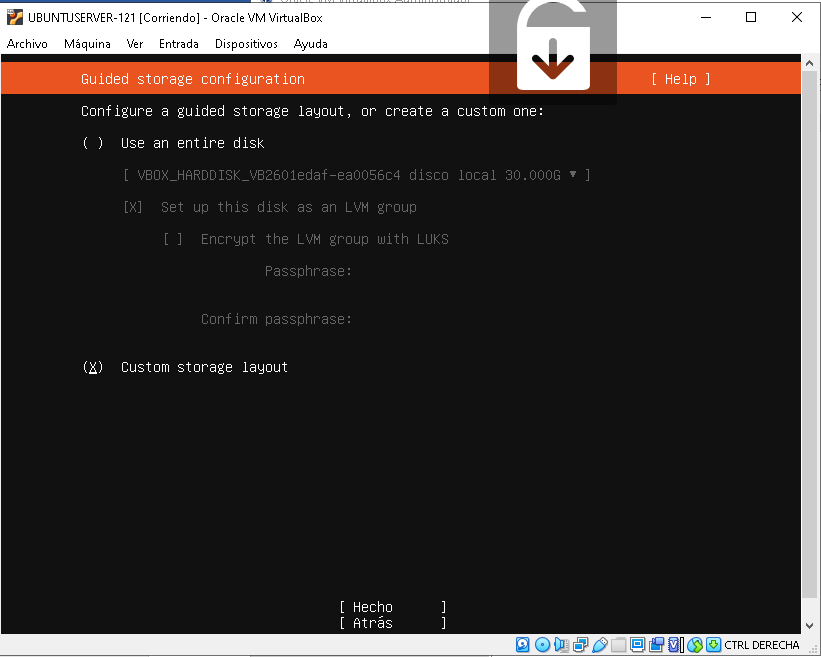 UBUNTUSERVER-121 [Corriendo] - Oracle VM VirtualBox
Archivo Máquina Ver Entrada Dispositivos Ayuda
Guided storage configuration [ Help ]
Configure a guided storage layout, or create a custom one:
( ) Use an entire disk
[ VBOX_HARDDISK_VB2601edaf-ea0056c4 disco local 30.000G ▾ ]
[X] Set up this disk as an LVM group
[ ] Encrypt the LVM group with LUKS
Passphrase:
Confirm passphrase:
(X) Custom storage layout
[ Hecho ]
[ Atrás ]
CTRL DERECHA